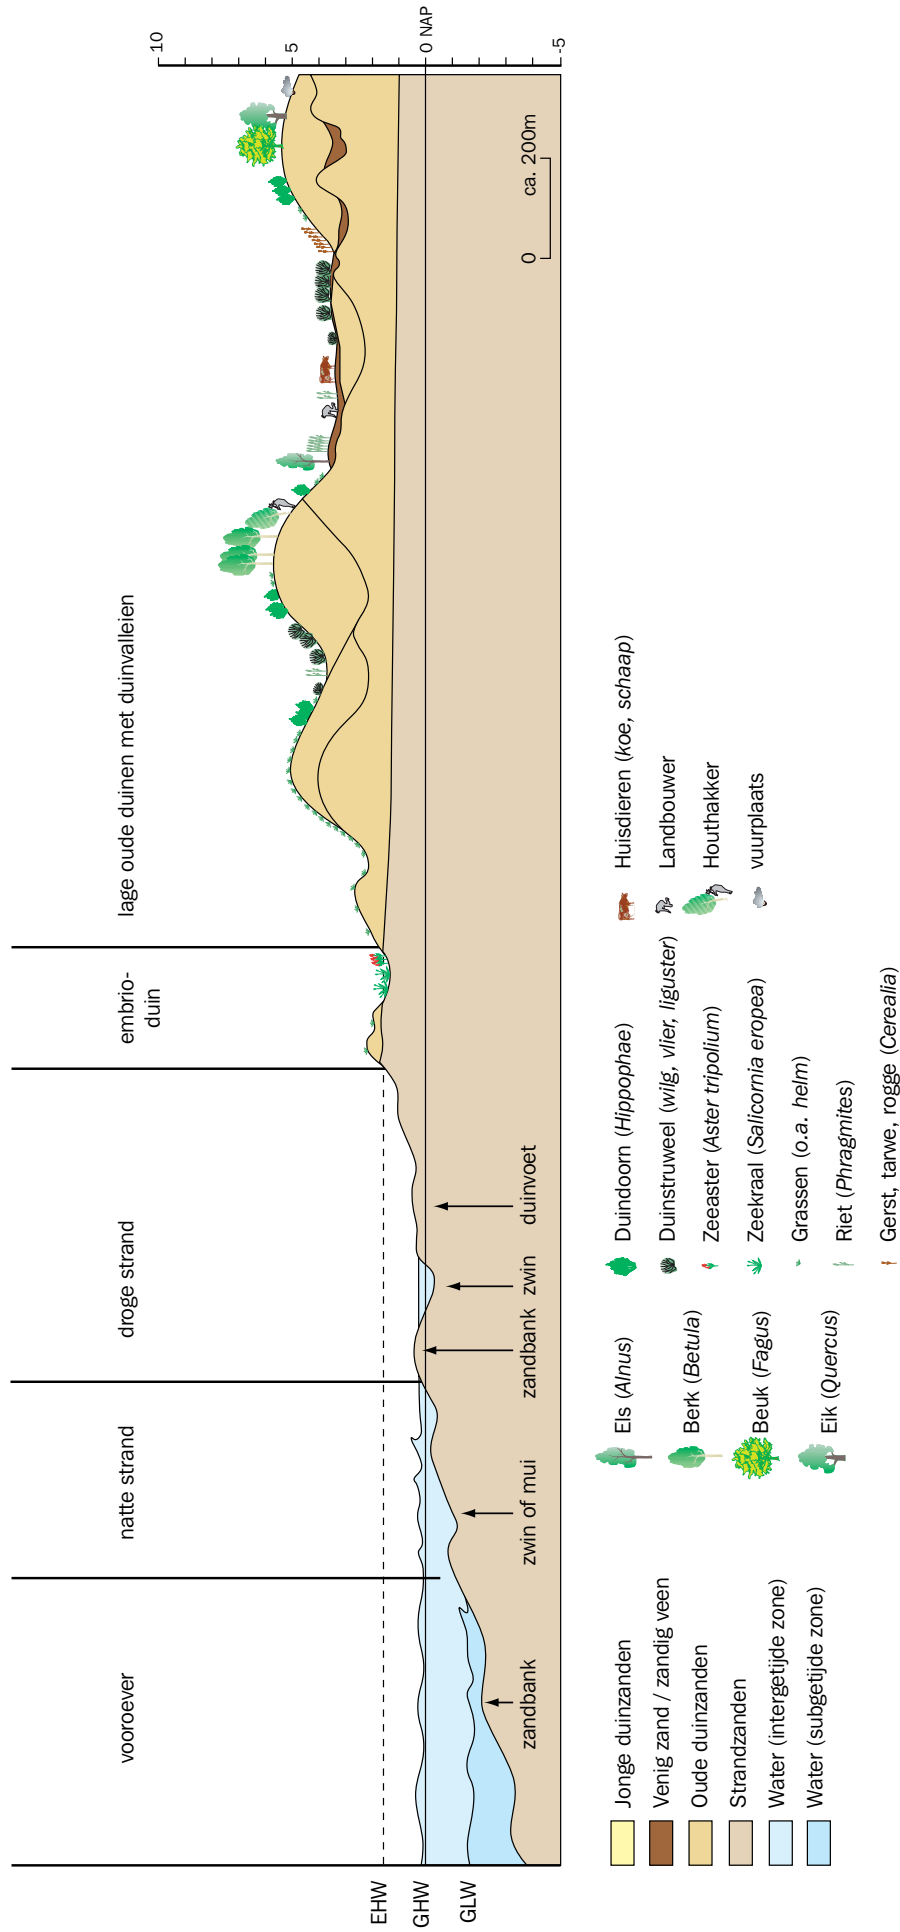 vooroever
natte strand
droge strand
embrio-
duin
lage oude duinen met duinvalleien
10
5
0 NAP
-5
EHW
GHW
GLW
zandbank
zwin of mui
zandbank
zwin
duinvoet
0
ca. 200m
Jonge duinzanden
Venig zand / zandig veen
Oude duinzanden
Strandzanden
Water (intergetijde zone)
Water (subgetijde zone)
Els (Alnus)
Berk (Betula)
Beuk (Fagus)
Eik (Quercus)
Duindoorn (Hippophae)
Duinstruweel (wilg, vlier, liguster)
Zeeaster (Aster tripolium)
Zeekraal (Salicornia eropea)
Grassen (o.a. helm)
Riet (Phragmites)
Gerst, tarwe, rogge (Cerealia)
Huisdieren (koe, schaap)
Landbouwer
Houthakker
vuurplaats